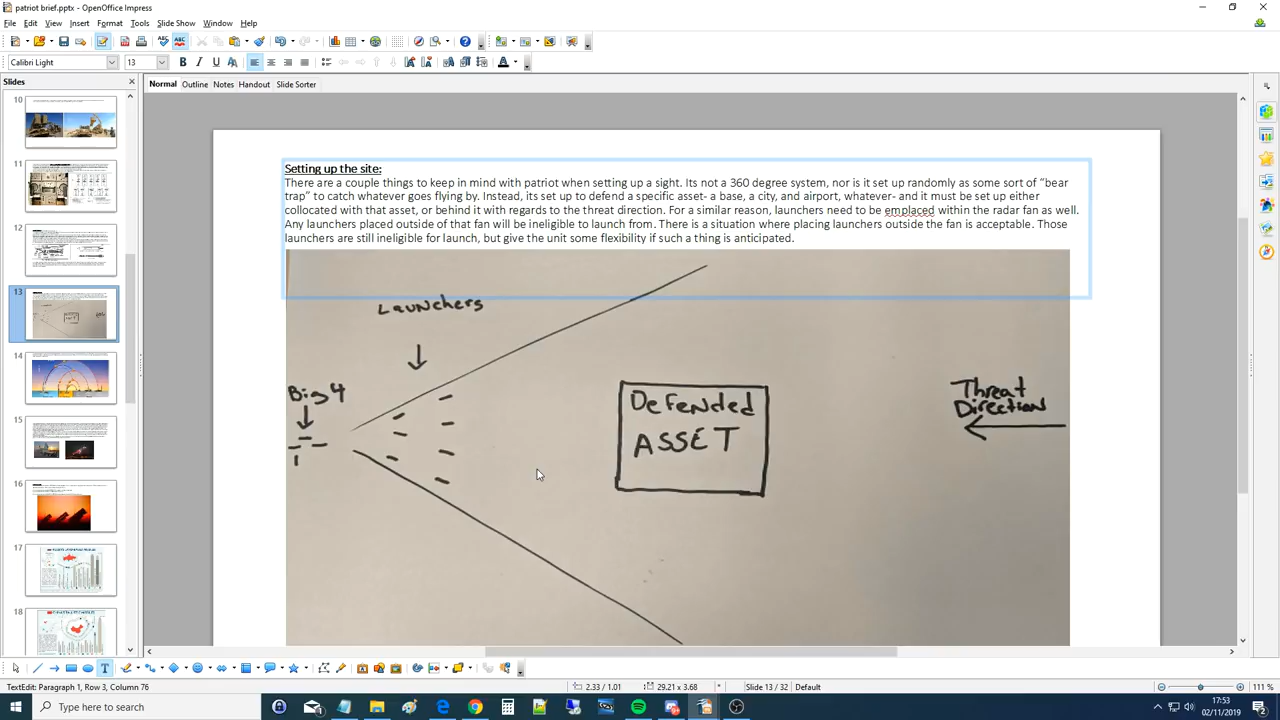 patriot brief.pptx - OpenOffice Impress
File Edit View Insert Format Tools Slide Show Window Help
Calibri Light 13
Slides
Normal Outline Notes Handout Slide Sorter
10
11
12
13
14
15
16
17
18
Setting up the site:
There are a couple things to keep in mind with patriot when setting up a sight. Its not a 360 degree system, nor is it set up randomly as some sort of “bear
trap” to catch whatever goes flying by. Instead, its set up to defend a specific asset- a base, a city, and airport, whatever- and it must be set up either
collocated with that asset, or behind it with regards to the threat direction. For a similar reason, launchers need to be emplaced within the radar fan as well.
Any launchers placed outside of that fan will be ineligible to launch from. There is a situation where placing launchers outside the fan is acceptable. Those
launchers are still ineligible for launch, but give the unit some flexibility if such a thing is anticipated.
Launchers
Big 4
Defended
ASSET
Threat
Direction
TextEdit: Paragraph 1, Row 3, Column 76 2.33 / 1.01 29.21 x 3.68 * Slide 13 / 32 Default 111 %
Type here to search
17:53
02/11/2019